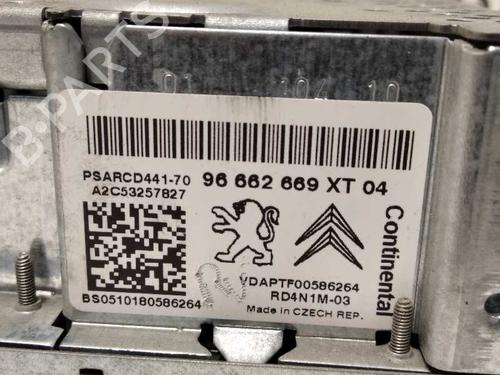 PSARCD441-70 96 662 669 XT 04
A2C53257827
Continental
VDAPTF00586264
RD4N1M-03
BS0510180586264
Made in CZECH REP.
B-PARTS